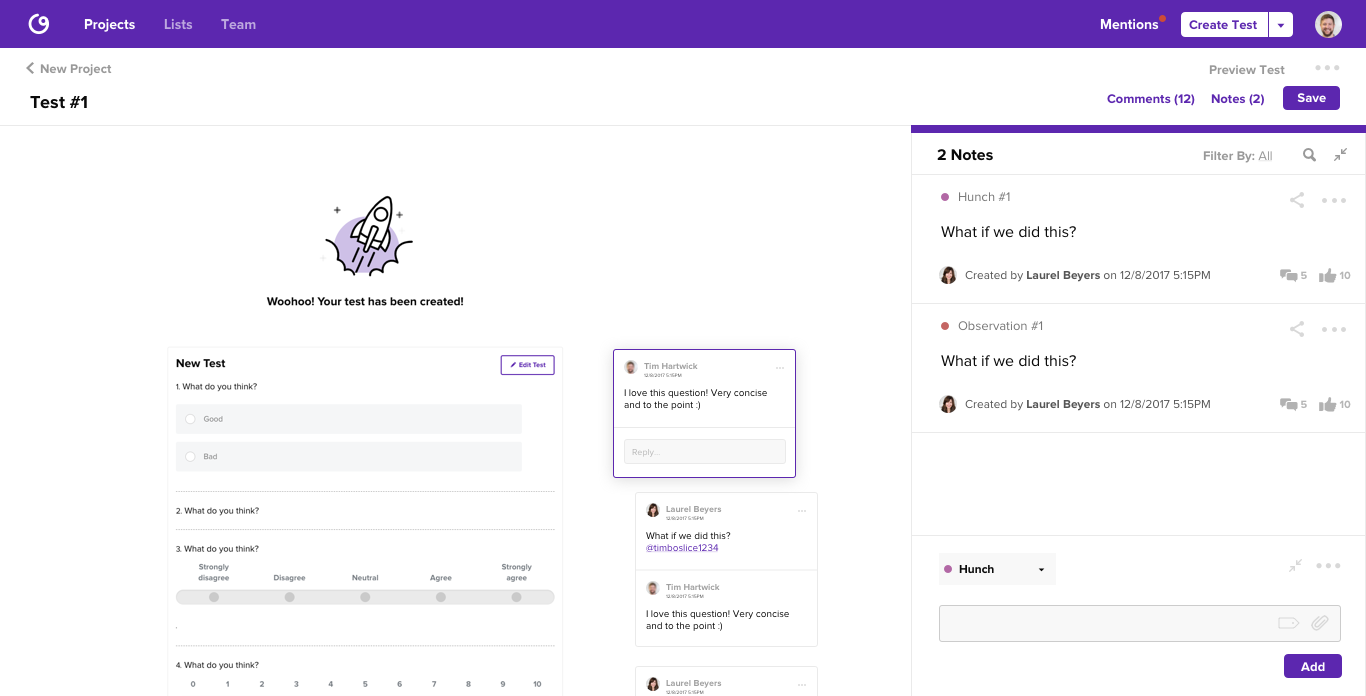 Projects
Lists
Team
Mentions
Create Test
New Project
Preview Test
Test #1
Comments (12)
Notes (2)
Save
Woohoo! Your test has been created!
New Test
Edit Test
1. What do you think?
Good
Bad
2. What do you think?
3. What do you think?
Strongly
disagree
Disagree
Neutral
Agree
Strongly
agree
4. What do you think?
0 1 2 3 4 5 6 7 8 9 10
Tim Hartwick
12/8/2017 5:15PM
I love this question! Very concise
and to the point :)
Reply...
Laurel Beyers
12/8/2017 5:15PM
What if we did this?
@timboslice1234
Tim Hartwick
12/8/2017 5:15PM
I love this question! Very concise
and to the point :)
Laurel Beyers
12/8/2017 5:15PM
2 Notes
Filter By: All
Hunch #1
What if we did this?
Created by Laurel Beyers on 12/8/2017 5:15PM
5
10
Observation #1
What if we did this?
Created by Laurel Beyers on 12/8/2017 5:15PM
5
10
Hunch
Add